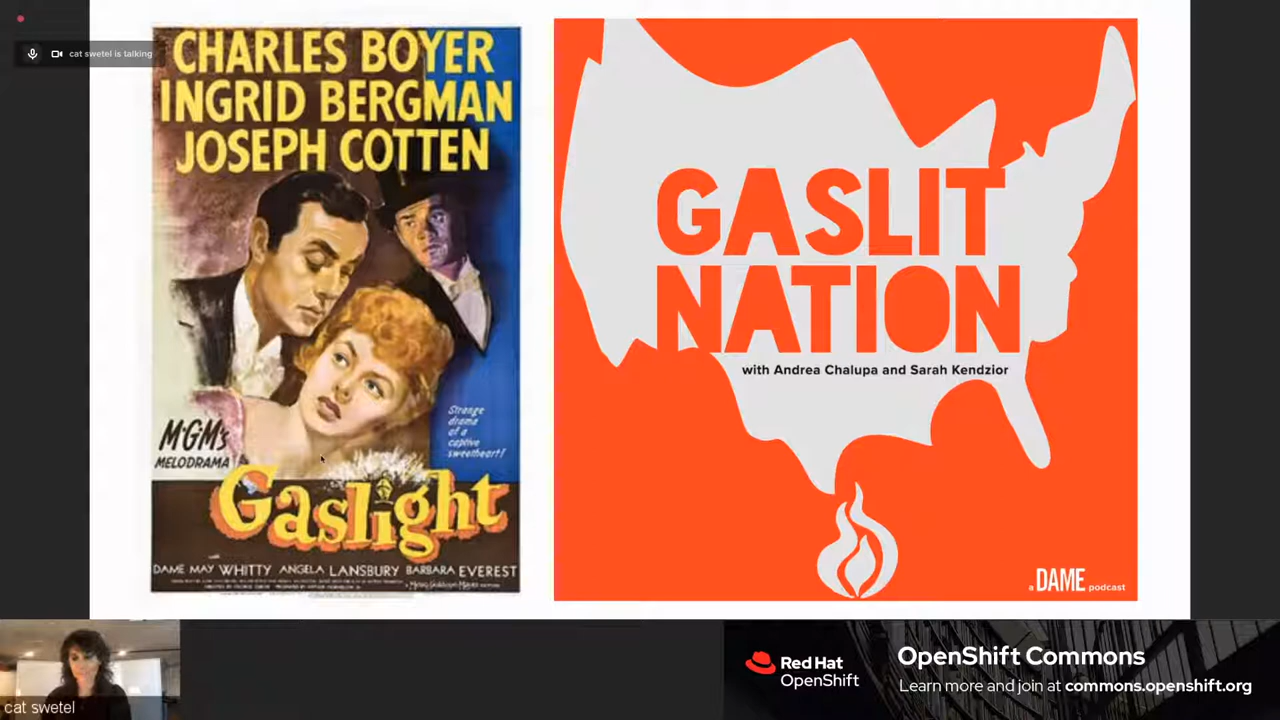 cat swetel is talking
CHARLES BOYER
INGRID BERGMAN
JOSEPH COTTEN
M-G-M's
MELODRAMA
Strange
drama
of a
captive
sweetheart!
Gaslight
DAME MAY WHITTY ANGELA LANSBURY BARBARA EVEREST
GASLIT
NATION
with Andrea Chalupa and Sarah Kendzior
a DAME podcast
cat swetel
Red Hat
OpenShift
OpenShift Commons
Learn more and join at commons.openshift.org